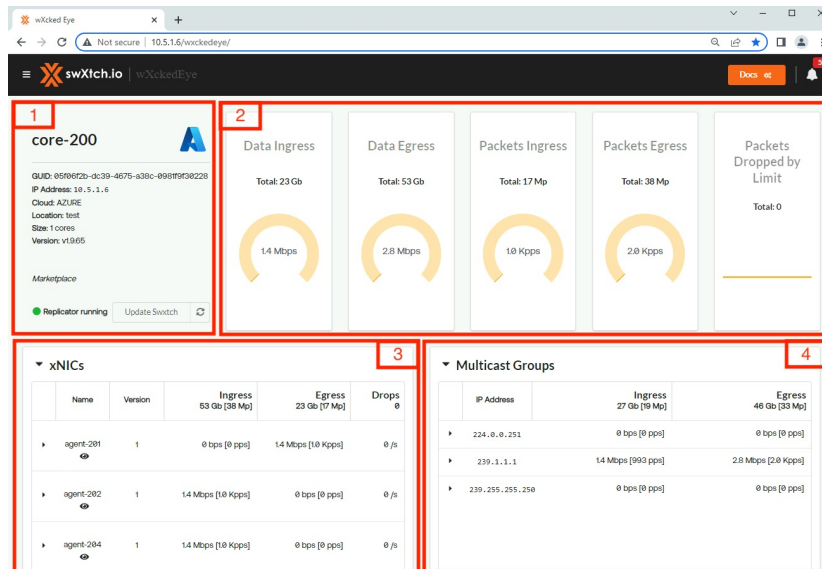 wXcked Eye
Not secure | 10.5.1.6/wxckedeye/
swXtch.io | wXckedEye
Docs
5
1
core-200
GUID: 05f06f2b-dc39-4675-a38c-0981f9f30228
IP Address: 10.5.1.6
Cloud: AZURE
Location: test
Size: 1 cores
Version: v1.9.65
Marketplace
Replicator running
Update Swxtch
2
Data Ingress
Total: 23 Gb
1.4 Mbps
Data Egress
Total: 53 Gb
2.8 Mbps
Packets Ingress
Total: 17 Mp
1.0 Kpps
Packets Egress
Total: 38 Mp
2.0 Kpps
Packets
Dropped by
Limit
Total: 0
3
xNICs
Name Version Ingress Egress Drops
53 Gb [38 Mp] 23 Gb [17 Mp] 0
agent-201 1 0 bps [0 pps] 1.4 Mbps [1.0 Kpps] 0 /s
agent-202 1 1.4 Mbps [1.0 Kpps] 0 bps [0 pps] 0 /s
agent-204 1 1.4 Mbps [1.0 Kpps] 0 bps [0 pps] 0 /s
4
Multicast Groups
IP Address Ingress Egress
27 Gb [19 Mp] 46 Gb [33 Mp]
224.0.0.251 0 bps [0 pps] 0 bps [0 pps]
239.1.1.1 1.4 Mbps [993 pps] 2.8 Mbps [2.0 Kpps]
239.255.255.250 0 bps [0 pps] 0 bps [0 pps]